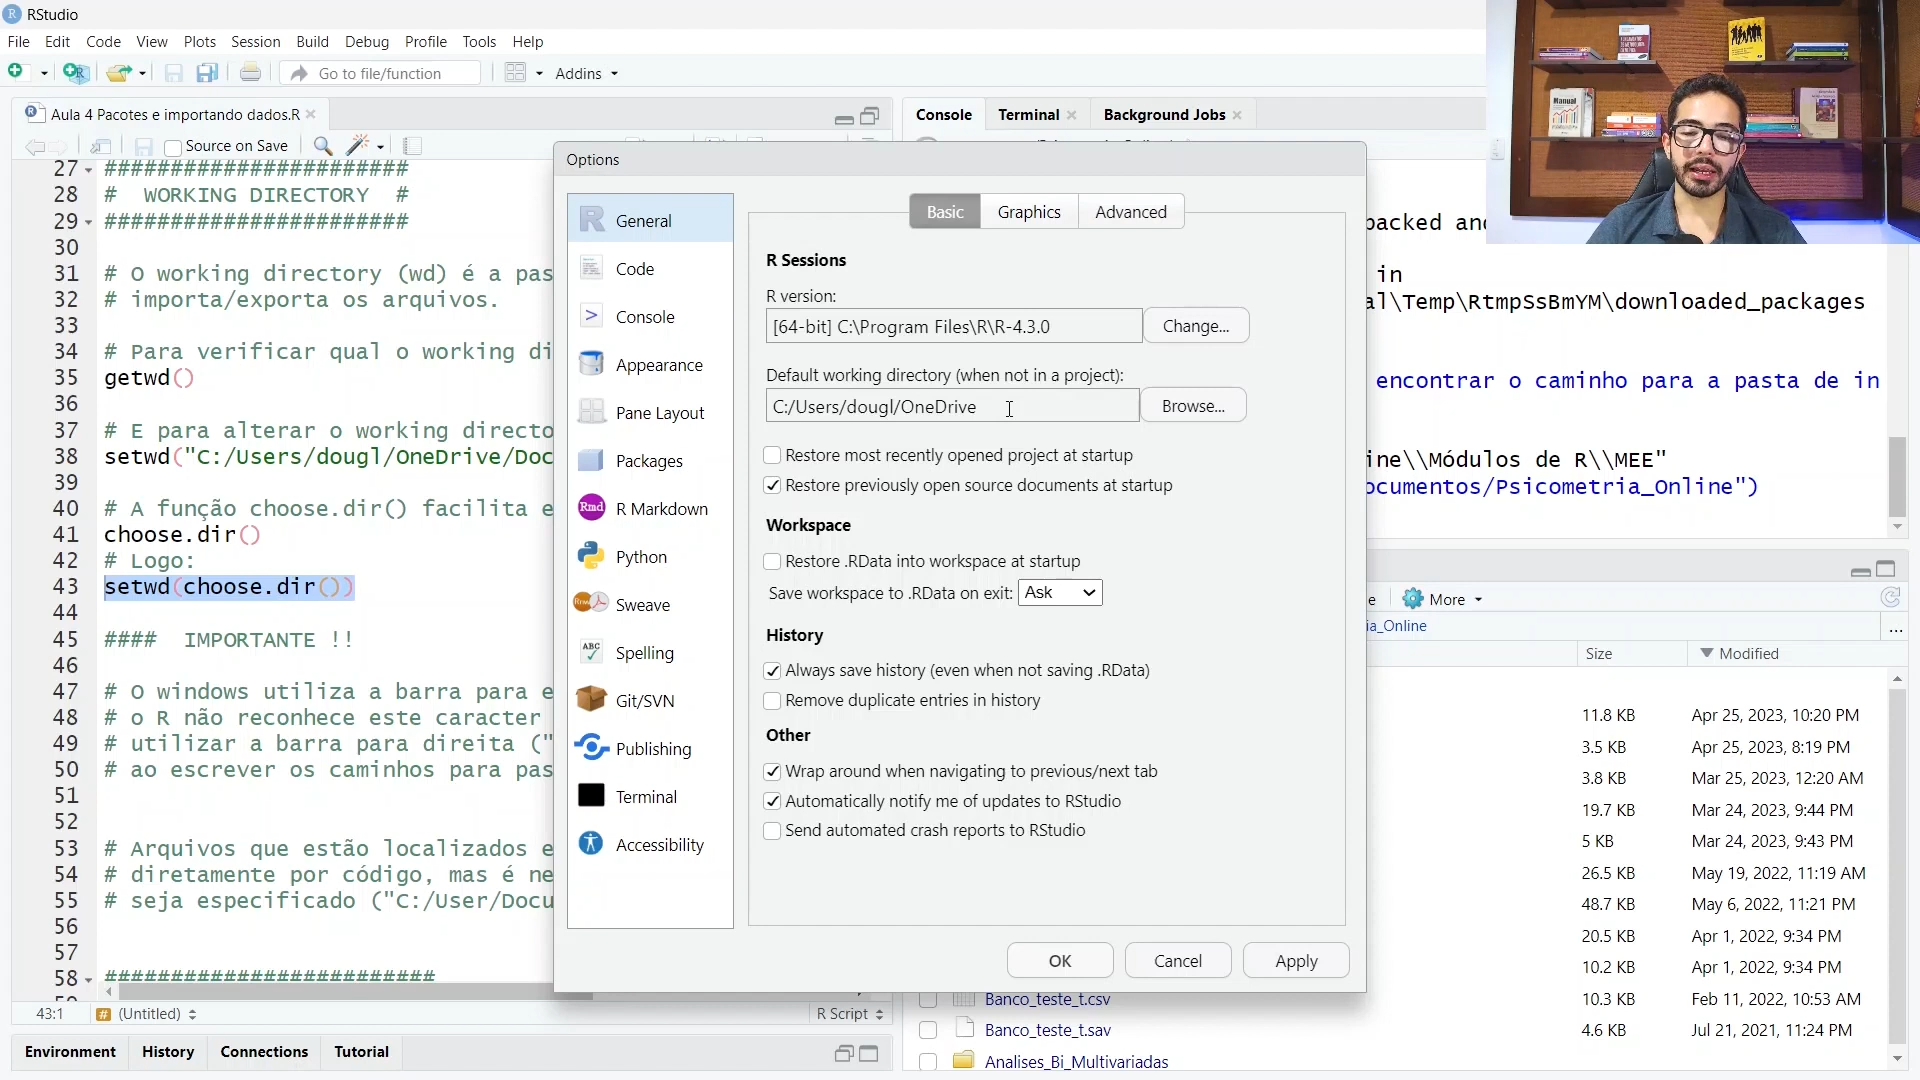 RStudio
File Edit Code View Plots Session Build Debug Profile Tools Help
Go to file/function Addins
Aula 4 Pacotes e importando dados.R
Source on Save
27 #######################
28 # WORKING DIRECTORY #
29 #######################
30
31 # O working directory (wd) é a pas
32 # importa/exporta os arquivos.
33
34 # Para verificar qual o working di
35 getwd()
36
37 # E para alterar o working directo
38 setwd("C:/Users/dougl/OneDrive/Doc
39
40 # A função choose.dir() facilita e
41 choose.dir()
42 # Logo:
43 setwd(choose.dir())
44
45 #### IMPORTANTE !!
46
47 # O windows utiliza a barra para e
48 # o R não reconhece este caracter
49 # utilizar a barra para direita ("
50 # ao escrever os caminhos para pas
51
52
53 # Arquivos que estão localizados e
54 # diretamente por código, mas é ne
55 # seja especificado ("C:/User/Docu
56
57
58 #########################
43:1 # (Untitled) R Script
Environment History Connections Tutorial
Options
General
Code
Console
Appearance
Pane Layout
Packages
Rmd R Markdown
Python
Rnw Sweave
ABC Spelling
Git/SVN
Publishing
Terminal
Accessibility
Basic Graphics Advanced
R Sessions
R version:
[64-bit] C:\Program Files\R\R-4.3.0 Change...
Default working directory (when not in a project):
C:/Users/dougl/OneDrive Browse...
Restore most recently opened project at startup
Restore previously open source documents at startup
Workspace
Restore .RData into workspace at startup
Save workspace to .RData on exit: Ask
History
Always save history (even when not saving .RData)
Remove duplicate entries in history
Other
Wrap around when navigating to previous/next tab
Automatically notify me of updates to RStudio
Send automated crash reports to RStudio
OK Cancel Apply
Console Terminal Background Jobs
packed and
in
al\Temp\RtmpSsBmYM\downloaded_packages
encontrar o caminho para a pasta de in
ine\\Módulos de R\\MEE"
ocumentos/Psicometria_Online")
e More
ia_Online ...
Size Modified
11.8 KB Apr 25, 2023, 10:20 PM
3.5 KB Apr 25, 2023, 8:19 PM
3.8 KB Mar 25, 2023, 12:20 AM
19.7 KB Mar 24, 2023, 9:44 PM
5 KB Mar 24, 2023, 9:43 PM
26.5 KB May 19, 2022, 11:19 AM
48.7 KB May 6, 2022, 11:21 PM
20.5 KB Apr 1, 2022, 9:34 PM
10.2 KB Apr 1, 2022, 9:34 PM
Banco_teste_t.csv 10.3 KB Feb 11, 2022, 10:53 AM
Banco_teste_t.sav 4.6 KB Jul 21, 2021, 11:24 PM
Analises_Bi_Multivariadas
Manual